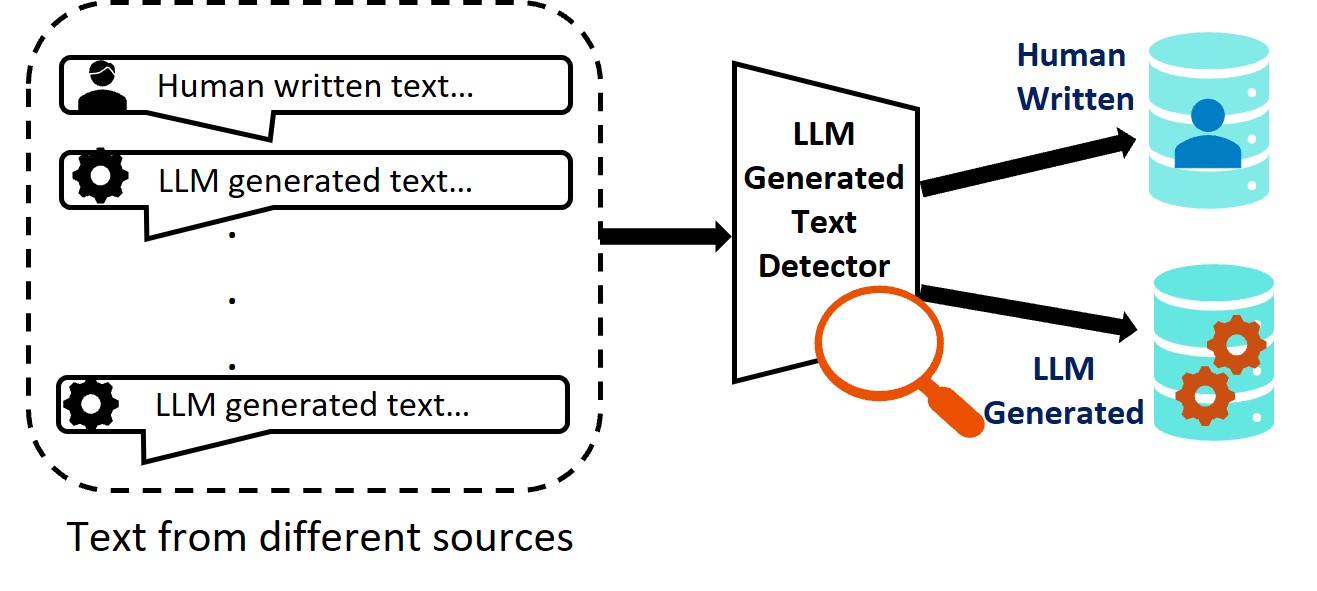 Human written text...
LLM generated text...
.
.
.
LLM generated text...
Text from different sources
LLM
Generated
Text
Detector
Human
Written
LLM
Generated